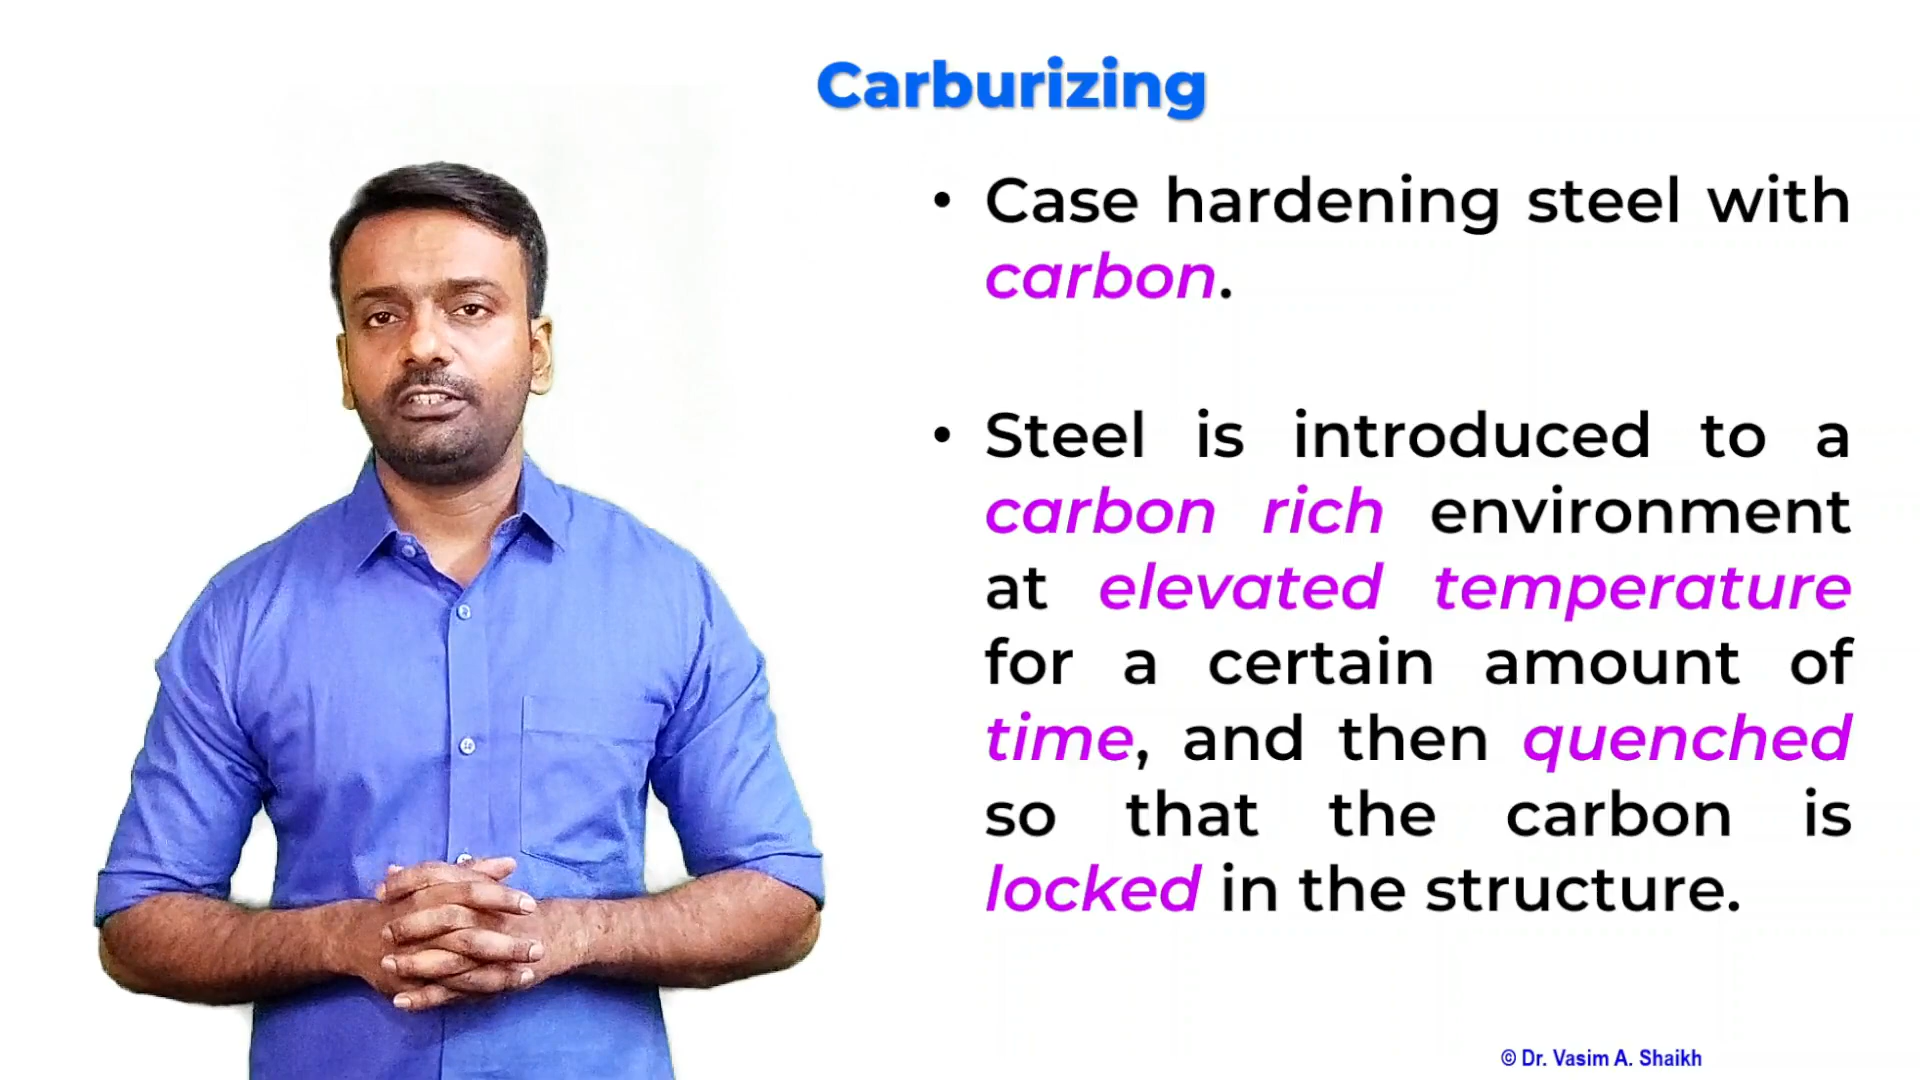 Carburizing
• Case hardening steel with
carbon.
• Steel is introduced to a
carbon rich environment
at elevated temperature
for a certain amount of
time, and then quenched
so that the carbon is
locked in the structure.
© Dr. Vasim A. Shaikh